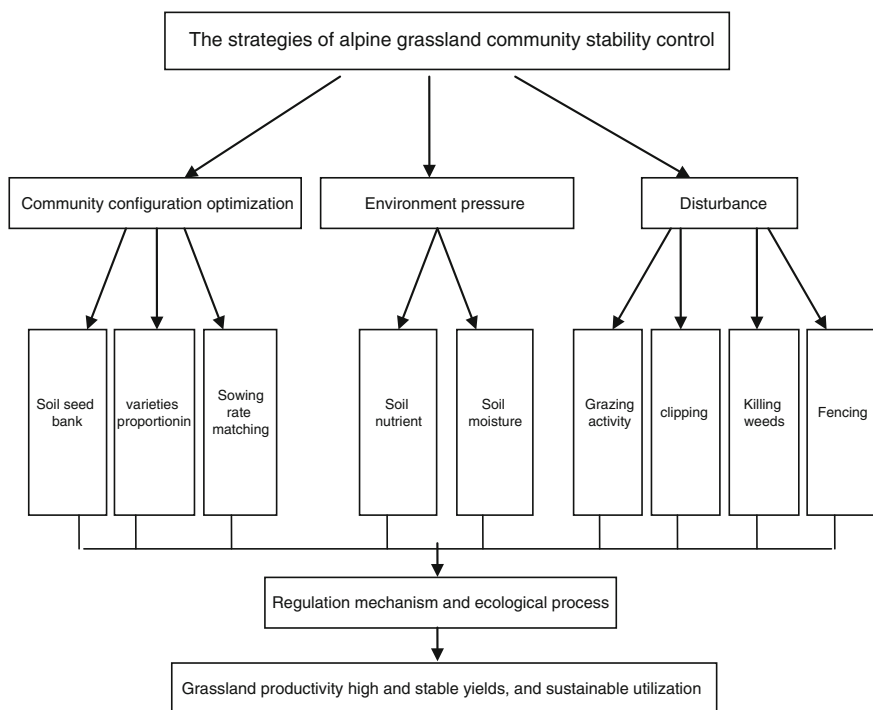 The strategies of alpine grassland community stability control
Community configuration optimization
Environment pressure
Disturbance
Soil seed
bank
varieties
proportionin
Sowing
rate
matching
Soil
nutrient
Soil
moisture
Grazing
activity
clipping
Killing
weeds
Fencing
Regulation mechanism and ecological process
Grassland productivity high and stable yields, and sustainable utilization